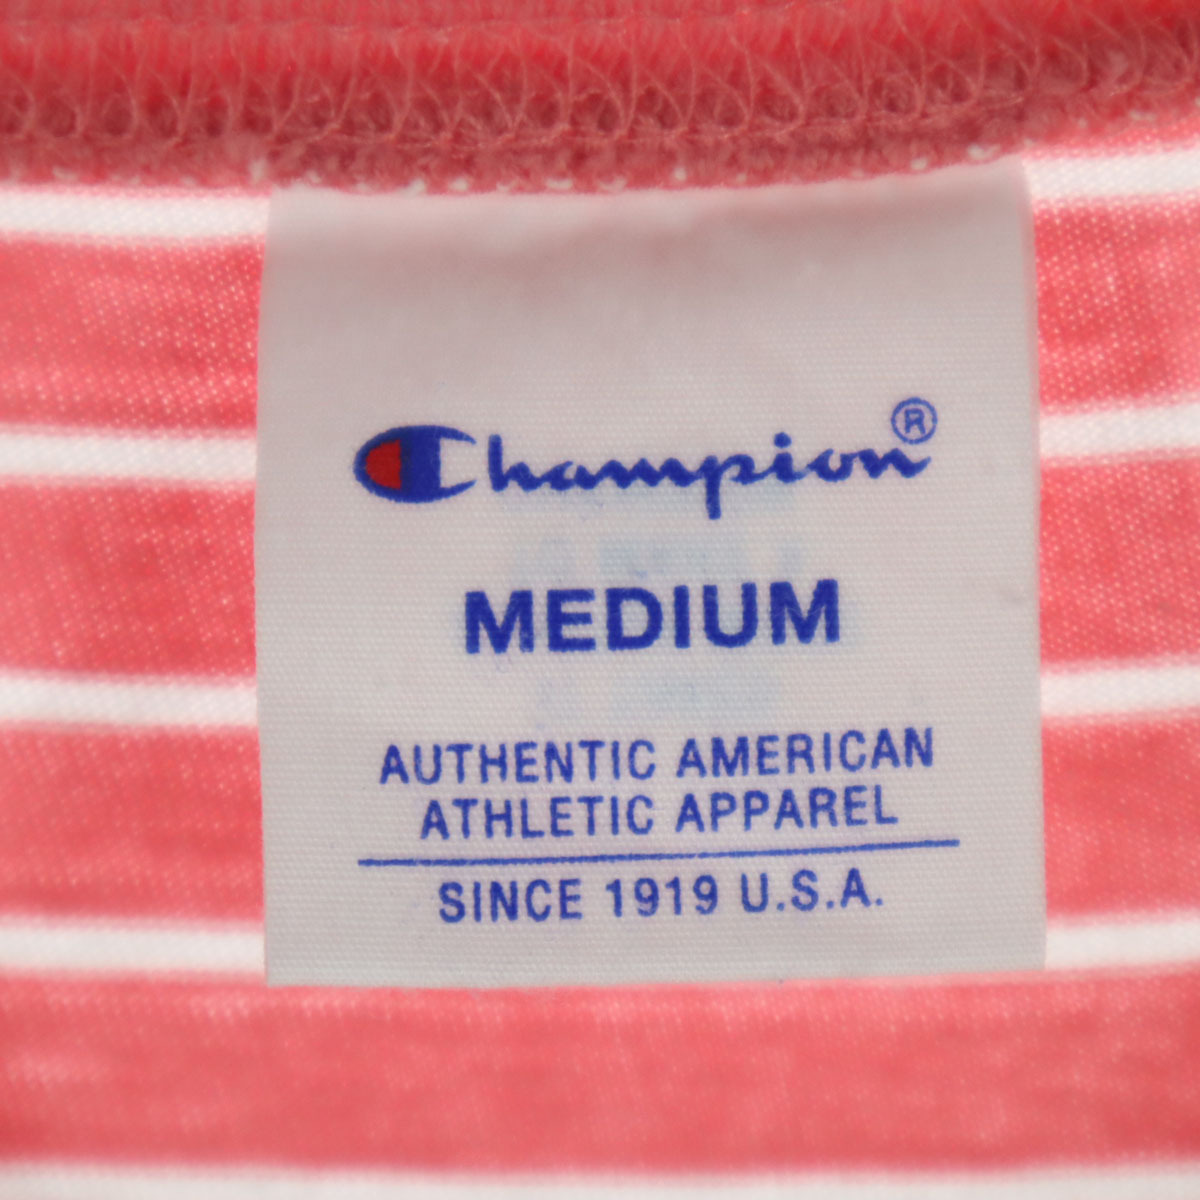 Champion®
MEDIUM
AUTHENTIC AMERICAN
ATHLETIC APPAREL
SINCE 1919 U.S.A.